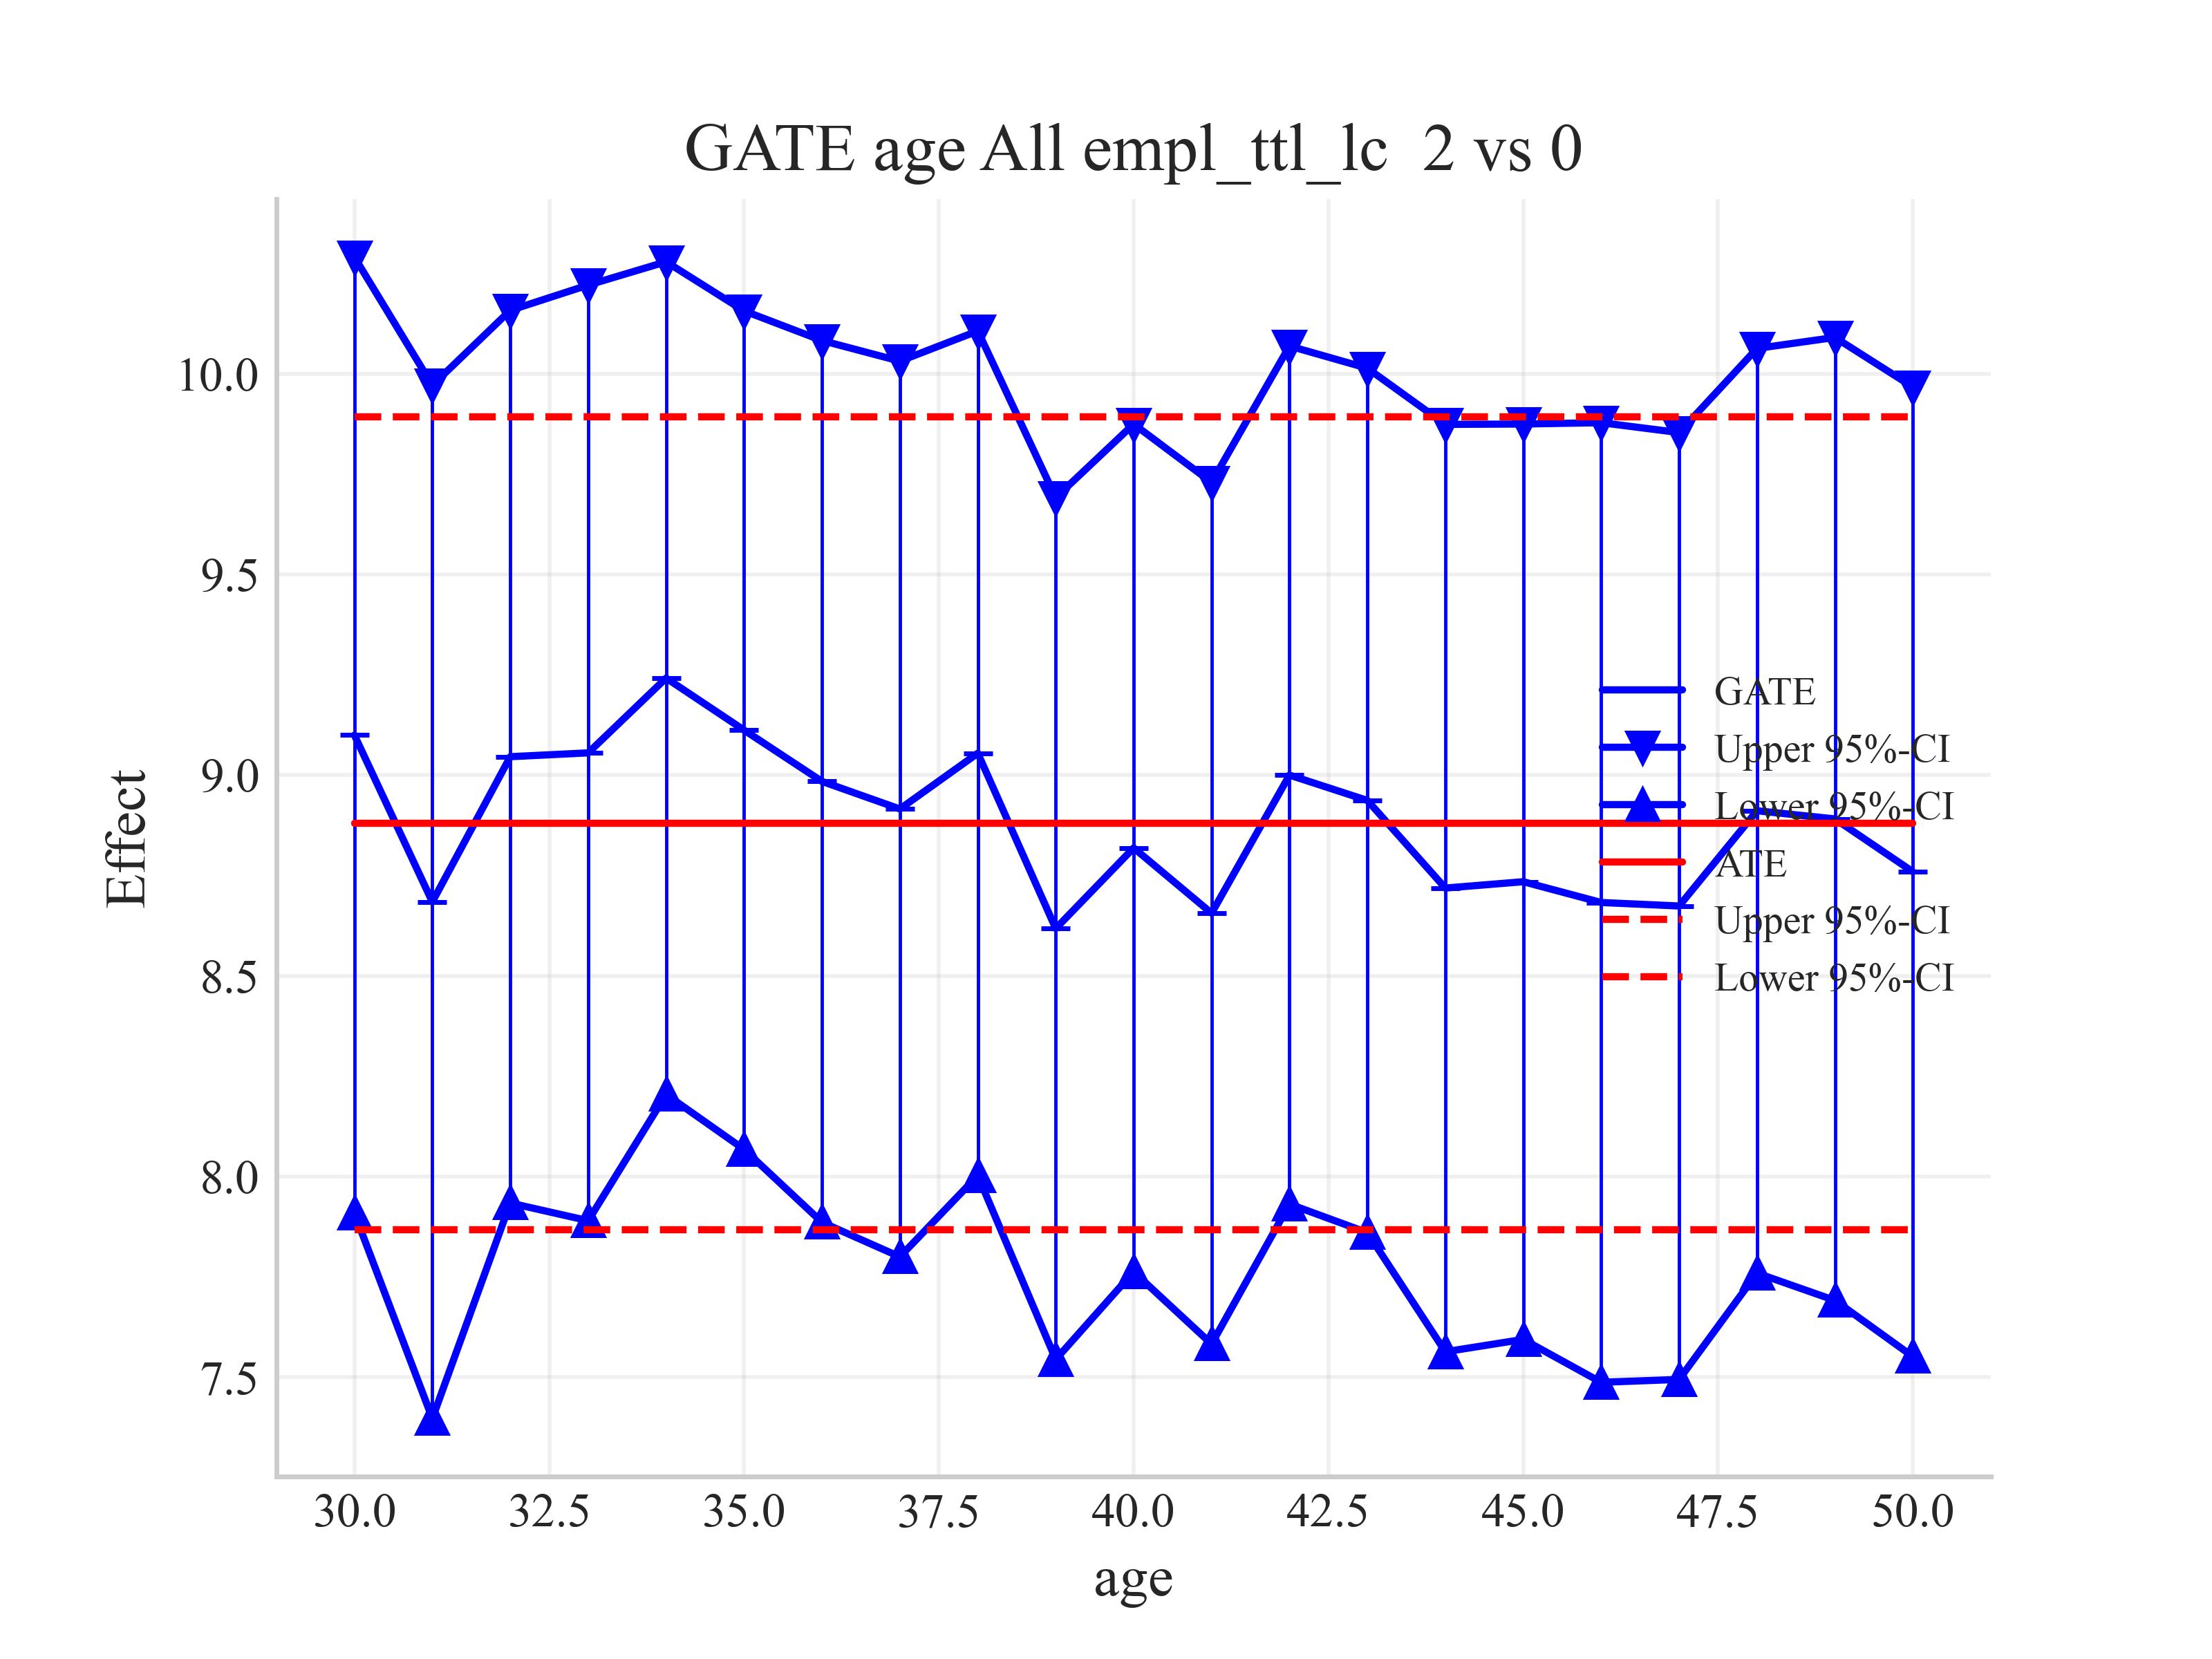 GATE age All empl_ttl_lc  2 vs 0
Effect
10.0
9.5
9.0
8.5
8.0
7.5
GATE
Upper 95%-CI
Lower 95%-CI
ATE
Upper 95%-CI
Lower 95%-CI
30.0 32.5 35.0 37.5 40.0 42.5 45.0 47.5 50.0
age